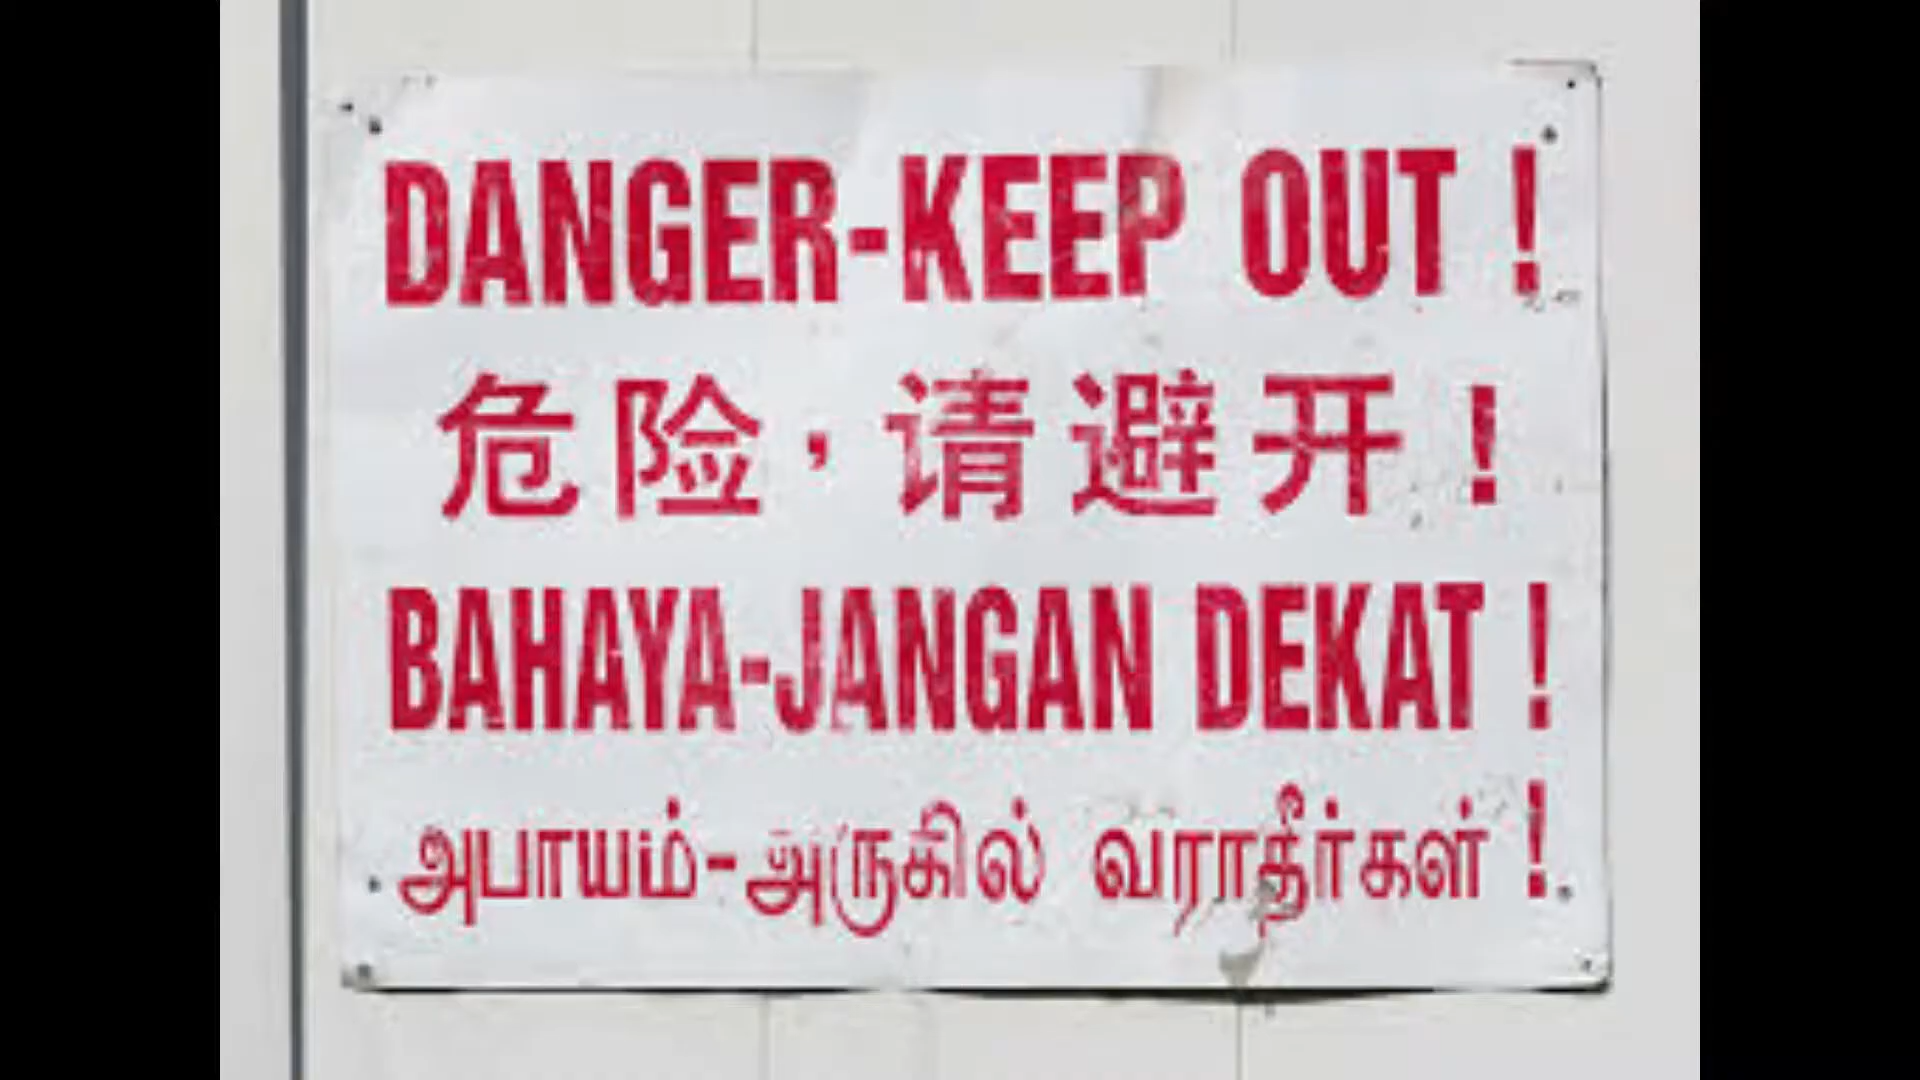 DANGER-KEEP OUT !
危险，请避开！
BAHAYA-JANGAN DEKAT !
அபாயம்-அருகில் வராதீர்கள் !